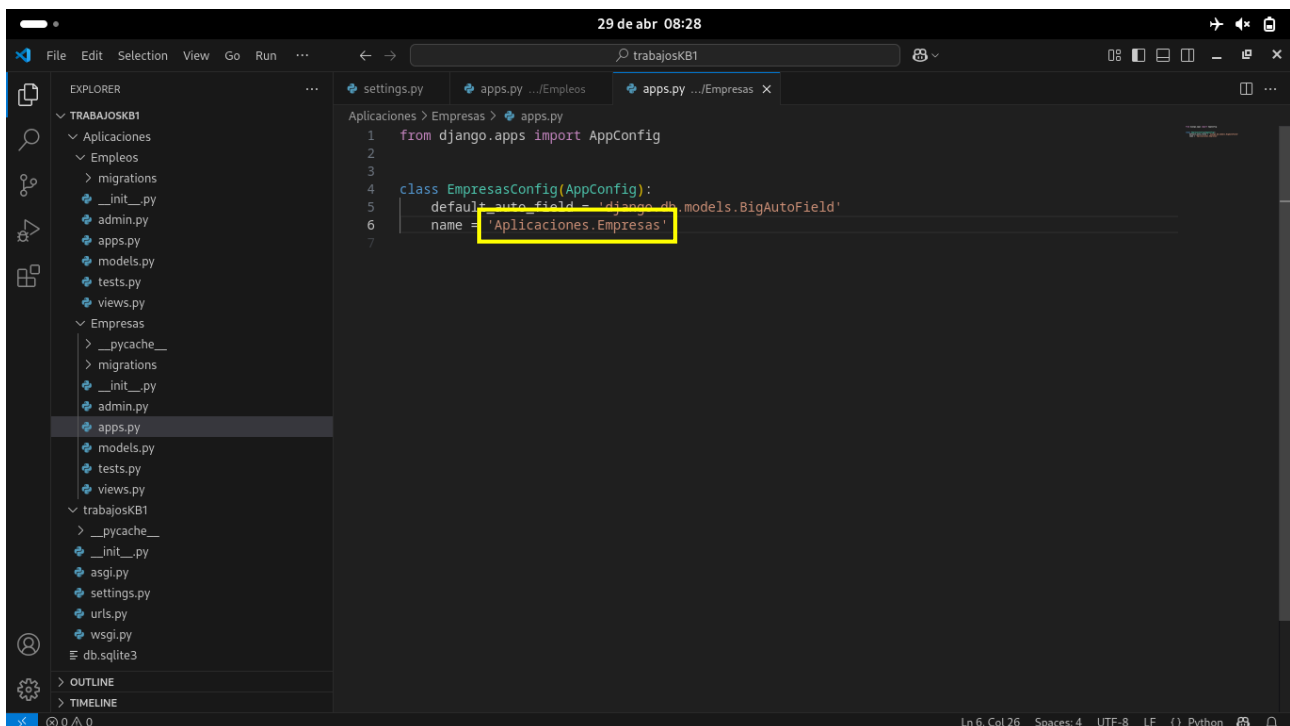 29 de abr 08:28
File Edit Selection View Go Run ···
trabajosKB1
EXPLORER ···
TRABAJOSKB1
Aplicaciones
Empleos
migrations
__init__.py
admin.py
apps.py
models.py
tests.py
views.py
Empresas
__pycache__
migrations
__init__.py
admin.py
apps.py
models.py
tests.py
views.py
trabajosKB1
__pycache__
__init__.py
asgi.py
settings.py
urls.py
wsgi.py
db.sqlite3
OUTLINE
TIMELINE
settings.py
apps.py .../Empleos
apps.py .../Empresas
Aplicaciones > Empresas > apps.py
1 from django.apps import AppConfig
2
3
4 class EmpresasConfig(AppConfig):
5 default_auto_field = 'django.db.models.BigAutoField'
6 name = 'Aplicaciones.Empresas'
7
0 0
Ln 6, Col 26 Spaces: 4 UTF-8 LF {} Python